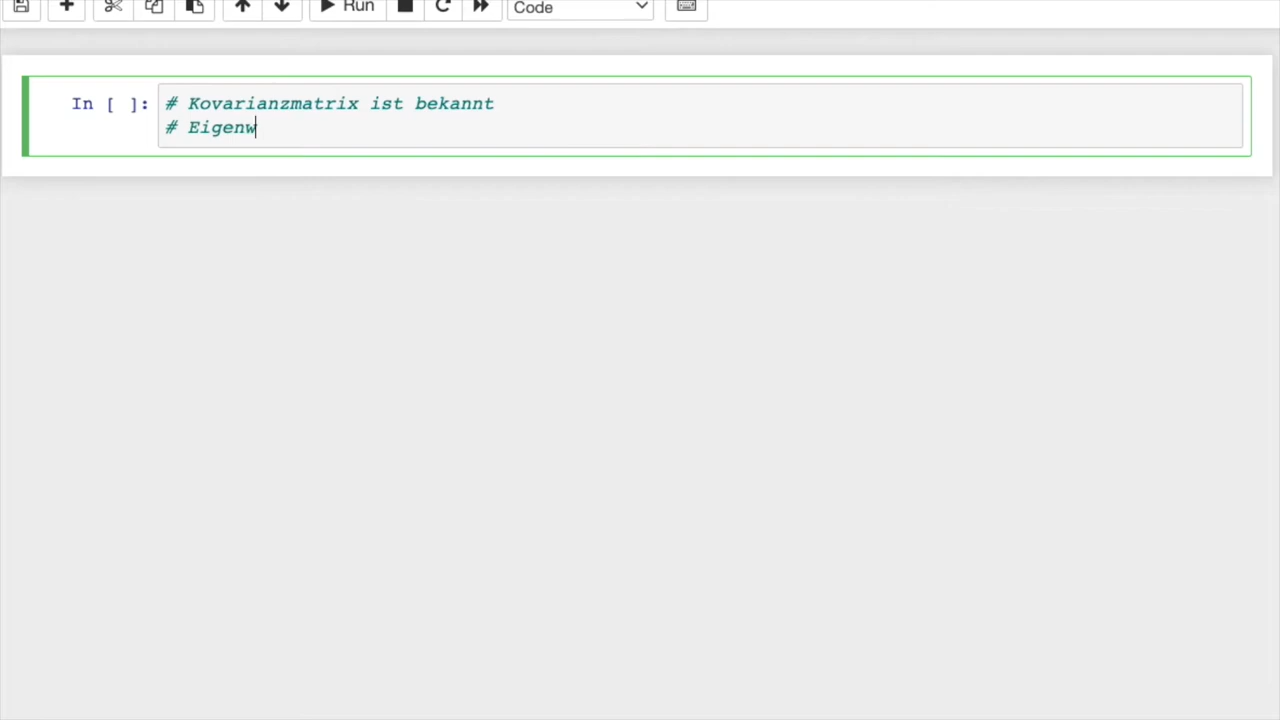 Run
Code
In [ ]:
# Kovarianzmatrix ist bekannt
# Eigenw